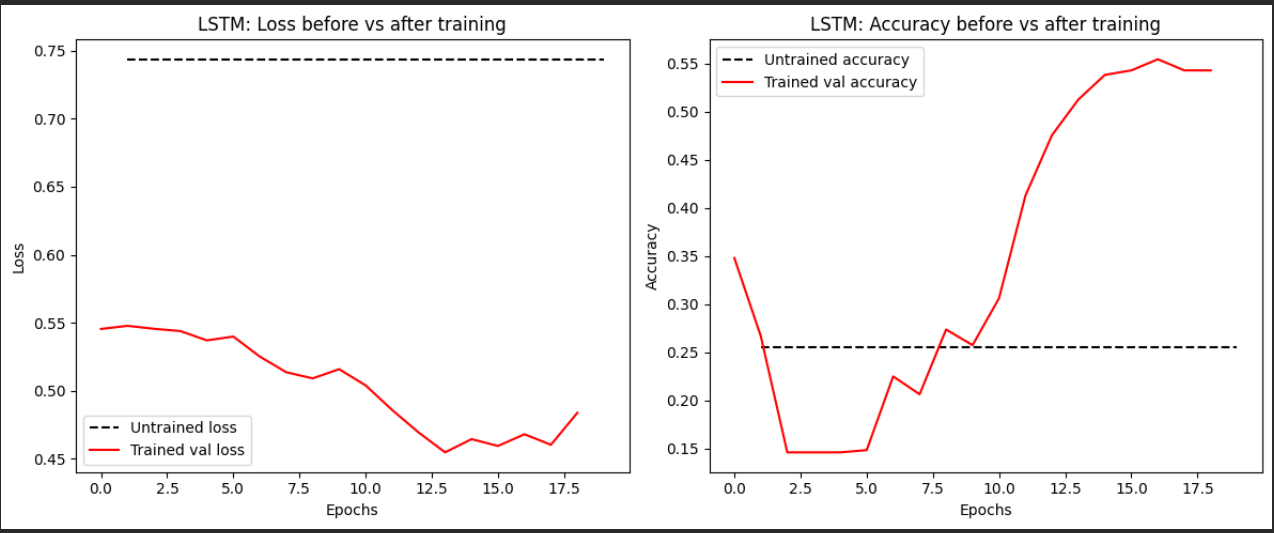 LSTM: Loss before vs after training
0.75
0.70
0.65
0.60
0.55
0.50
0.45
Loss
Untrained loss
Trained val loss
0.0 2.5 5.0 7.5 10.0 12.5 15.0 17.5
Epochs
LSTM: Accuracy before vs after training
Untrained accuracy
Trained val accuracy
0.55
0.50
0.45
0.40
0.35
0.30
0.25
0.20
0.15
Accuracy
0.0 2.5 5.0 7.5 10.0 12.5 15.0 17.5
Epochs